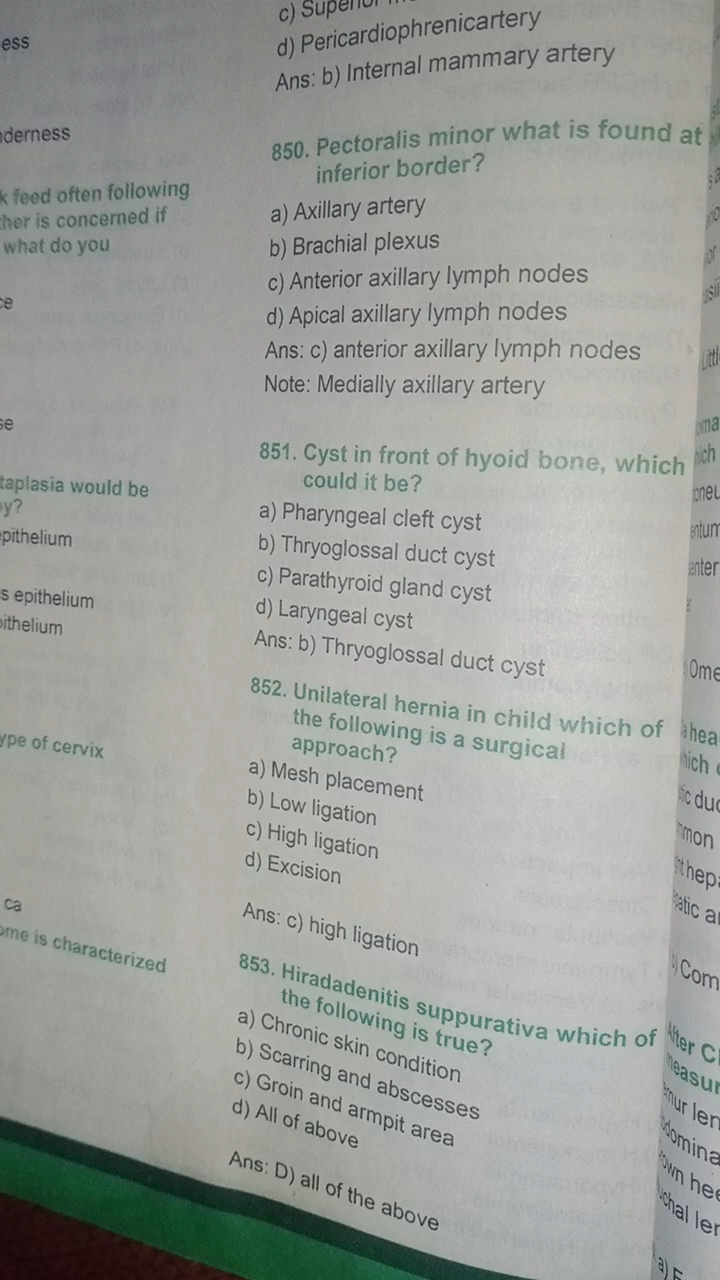 ess
derness
k feed often following
her is concerned if
what do you
ce
se
taplasia would be
y?
pithelium
s epithelium
ithelium
ype of cervix
ca
ome is characterized
d) Pericardiophrenicartery
Ans: b) Internal mammary artery
850. Pectoralis minor what is found at
inferior border?
a) Axillary artery
b) Brachial plexus
c) Anterior axillary lymph nodes
d) Apical axillary lymph nodes
Ans: c) anterior axillary lymph nodes
Note: Medially axillary artery
851. Cyst in front of hyoid bone, which
could it be?
a) Pharyngeal cleft cyst
b) Thryoglossal duct cyst
c) Parathyroid gland cyst
d) Laryngeal cyst
Ans: b) Thryoglossal duct cyst
852. Unilateral hernia in child which of
the following is a surgical
approach?
a) Mesh placement
b) Low ligation
c) High ligation
d) Excision
Ans: c) high ligation
853. Hiradadenitis suppurativa which of
the following is true?
a) Chronic skin condition
b) Scarring and abscesses
c) Groin and armpit area
d) All of above
Ans: D) all of the above